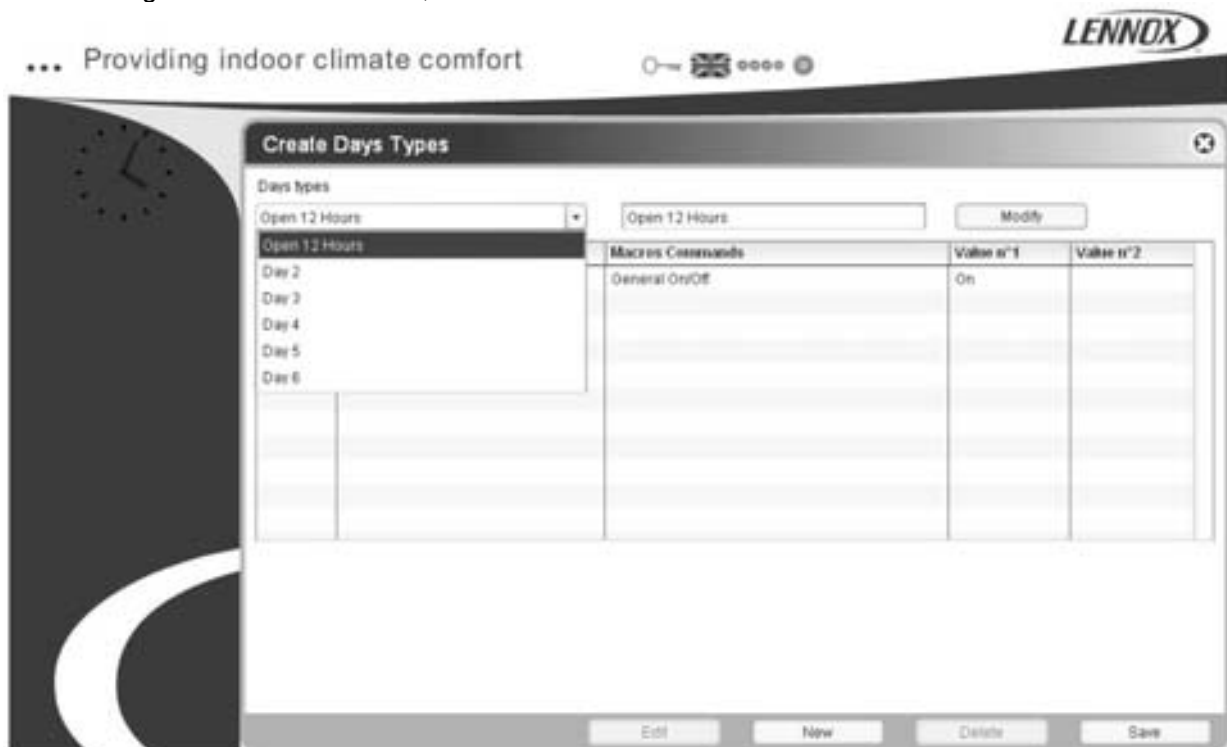 ... Providing indoor climate comfort
LENNOX
Create Days Types
Days types
Open 12 Hours
Open 12 Hours
Modify
Open 12 Hours
Day 2
Day 3
Day 4
Day 5
Day 6
Macros Commands
Value n°1
Value n°2
General On/Off
On
Edit
New
Delete
Save